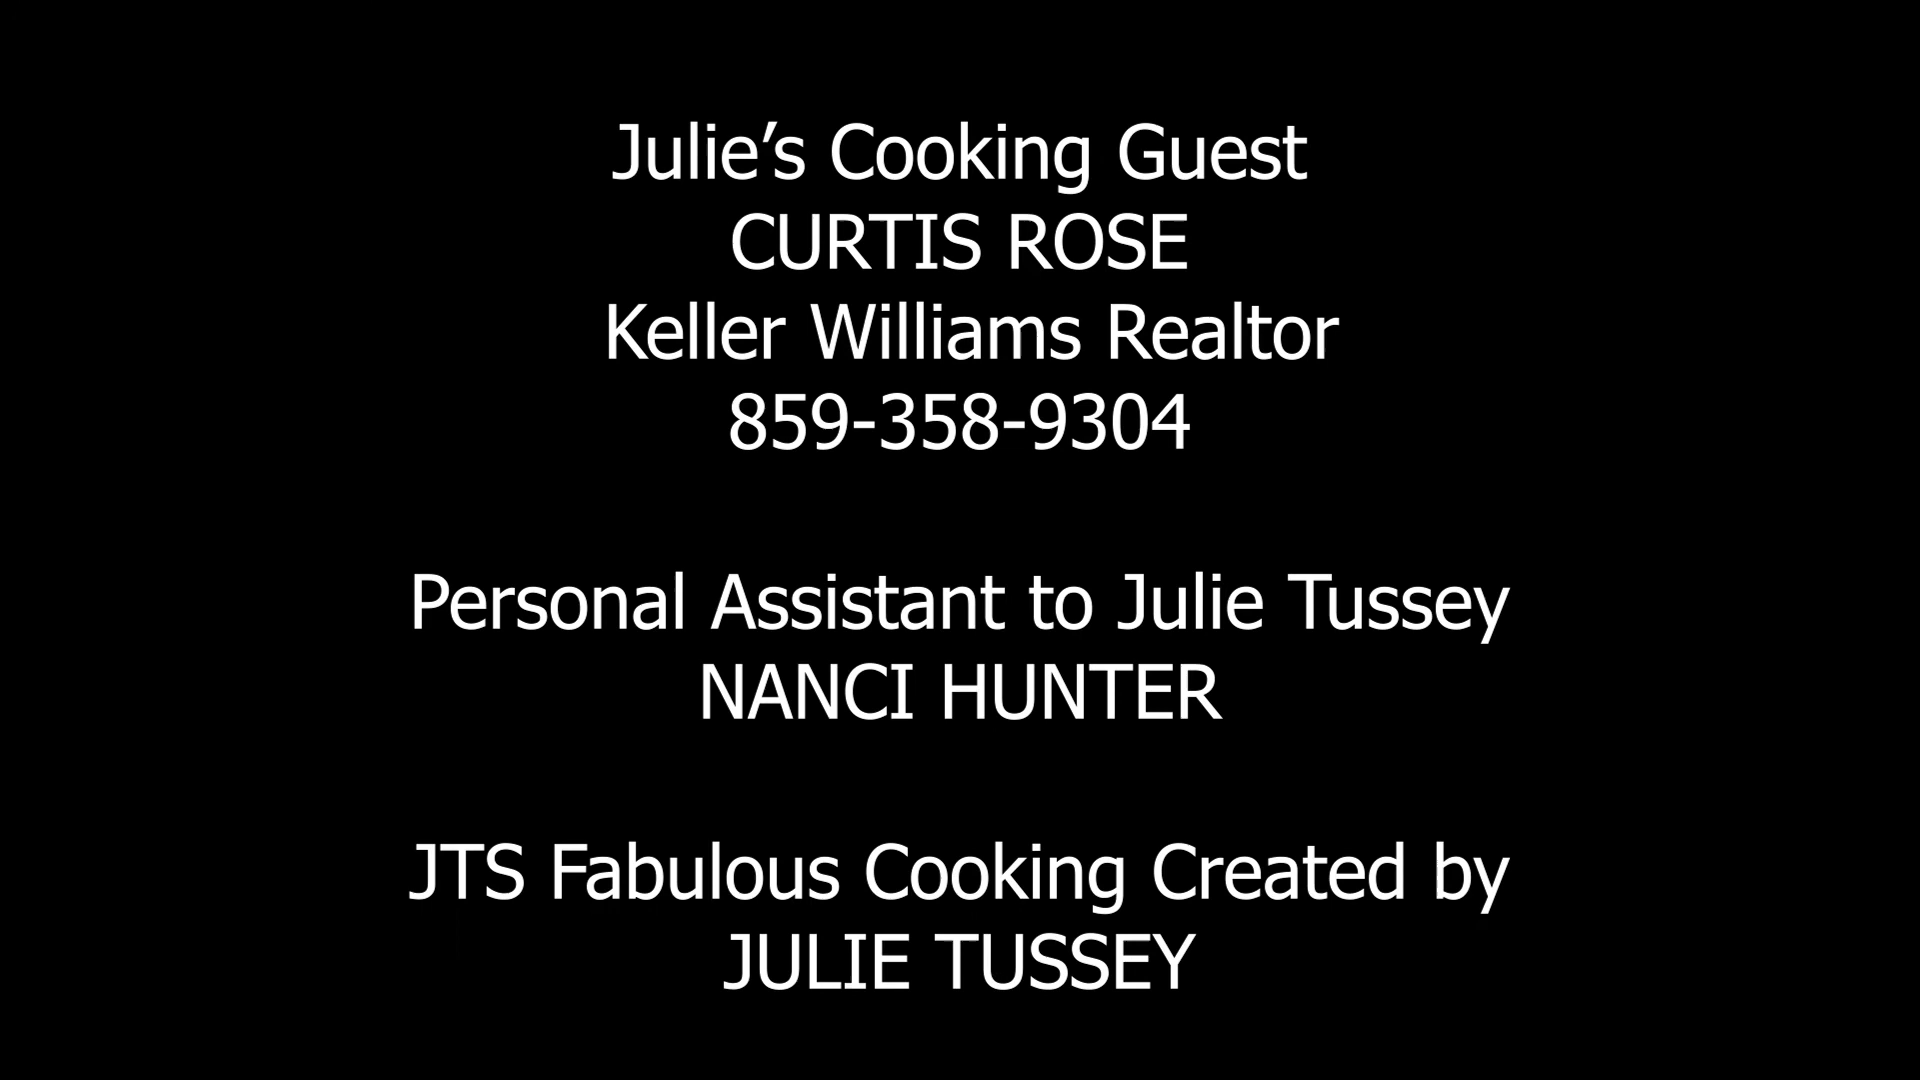 Julie’s Cooking Guest
CURTIS ROSE
Keller Williams Realtor
859-358-9304
Personal Assistant to Julie Tussey
NANCI HUNTER
JTS Fabulous Cooking Created by
JULIE TUSSEY